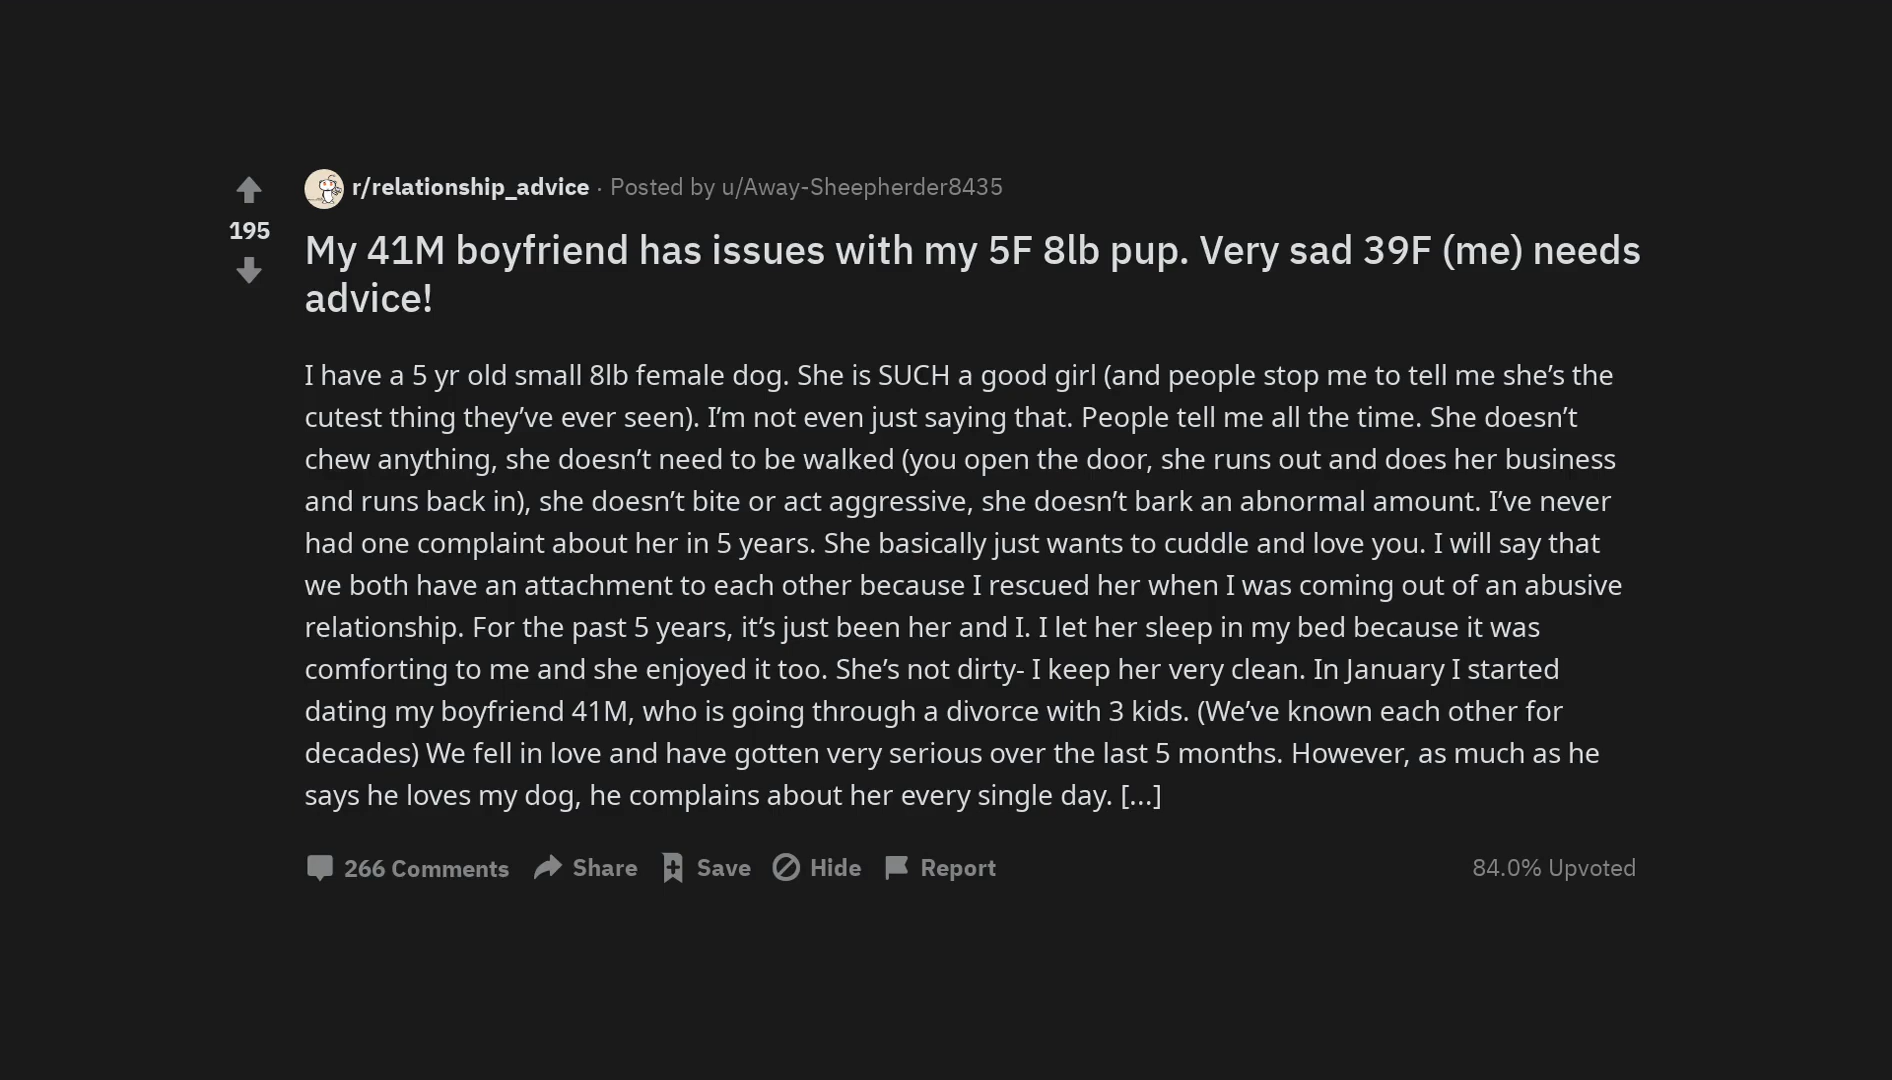 r/relationship_advice · Posted by u/Away-Sheepherder8435
195
My 41M boyfriend has issues with my 5F 8lb pup. Very sad 39F (me) needs
advice!
I have a 5 yr old small 8lb female dog. She is SUCH a good girl (and people stop me to tell me she’s the
cutest thing they’ve ever seen). I’m not even just saying that. People tell me all the time. She doesn’t
chew anything, she doesn’t need to be walked (you open the door, she runs out and does her business
and runs back in), she doesn’t bite or act aggressive, she doesn’t bark an abnormal amount. I’ve never
had one complaint about her in 5 years. She basically just wants to cuddle and love you. I will say that
we both have an attachment to each other because I rescued her when I was coming out of an abusive
relationship. For the past 5 years, it’s just been her and I. I let her sleep in my bed because it was
comforting to me and she enjoyed it too. She’s not dirty- I keep her very clean. In January I started
dating my boyfriend 41M, who is going through a divorce with 3 kids. (We’ve known each other for
decades) We fell in love and have gotten very serious over the last 5 months. However, as much as he
says he loves my dog, he complains about her every single day. [...]
266 Comments Share Save Hide Report 84.0% Upvoted